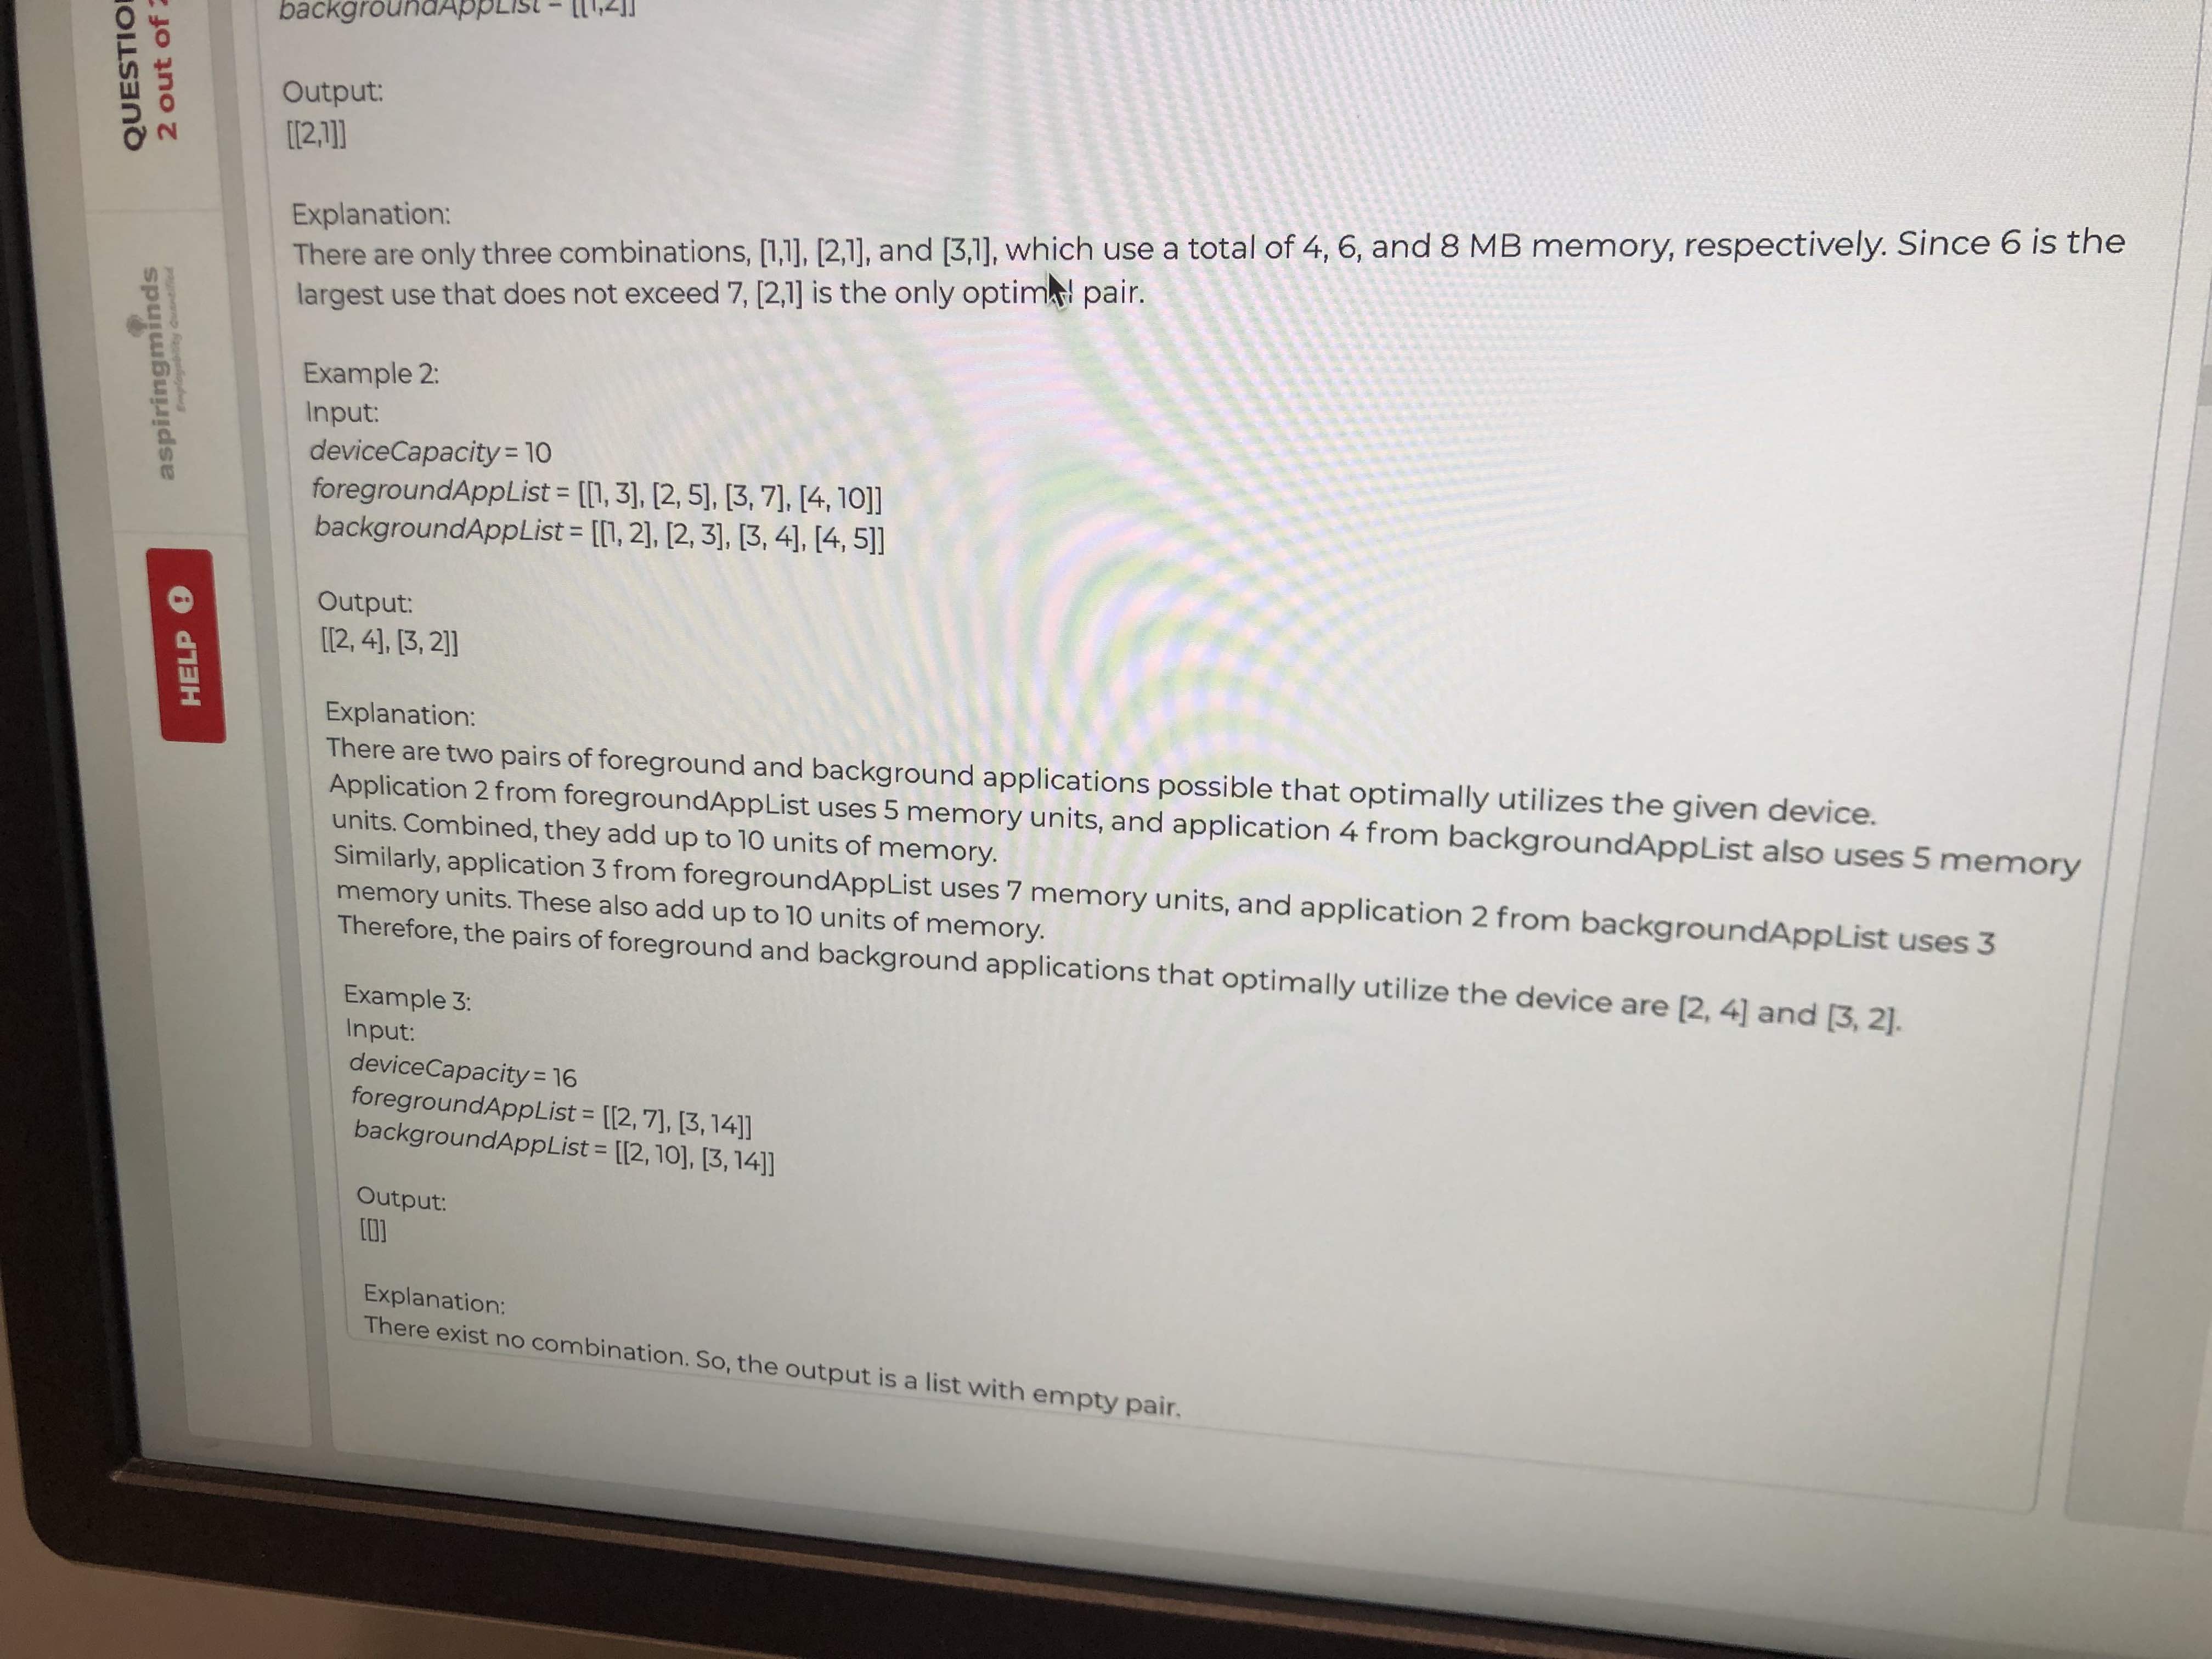 backgroundAppList = [[1,2]]
Output:
[[2,1]]
Explanation:
There are only three combinations, [1,1], [2,1], and [3,1], which use a total of 4, 6, and 8 MB memory, respectively. Since 6 is the
largest use that does not exceed 7, [2,1] is the only optimal pair.
Example 2:
Input:
deviceCapacity = 10
foregroundAppList = [[1, 3], [2, 5], [3, 7], [4, 10]]
backgroundAppList = [[1, 2], [2, 3], [3, 4], [4, 5]]
Output:
[[2, 4], [3, 2]]
Explanation:
There are two pairs of foreground and background applications possible that optimally utilizes the given device.
Application 2 from foregroundAppList uses 5 memory units, and application 4 from backgroundAppList also uses 5 memory
units. Combined, they add up to 10 units of memory.
Similarly, application 3 from foregroundAppList uses 7 memory units, and application 2 from backgroundAppList uses 3
memory units. These also add up to 10 units of memory.
Therefore, the pairs of foreground and background applications that optimally utilize the device are [2, 4] and [3, 2].
Example 3:
Input:
deviceCapacity = 16
foregroundAppList = [[2, 7], [3, 14]]
backgroundAppList = [[2, 10], [3, 14]]
Output:
[[]]
Explanation:
There exist no combination. So, the output is a list with empty pair.
QUESTIO
2 out of
aspiringminds
Employability Quantified
HELP